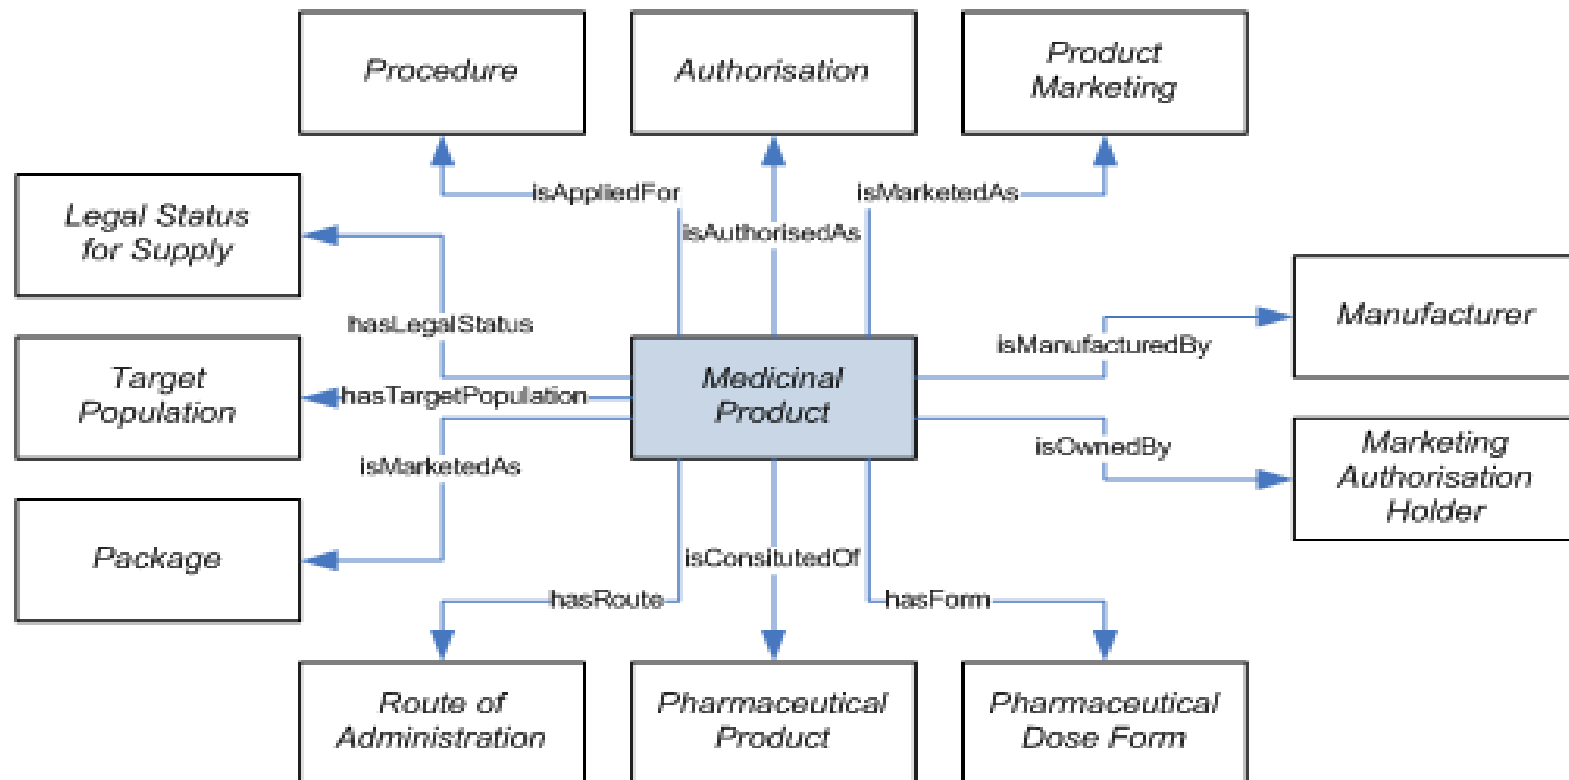 Procedure
Authorisation
Product
Marketing
isAppliedFor
isMarketedAs
Legal Status
for Supply
isAuthorisedAs
Manufacturer
hasLegalStatus
isManufacturedBy
Target
Population
hasTargetPopulation
Medicinal
Product
isMarketedAs
isOwnedBy
Marketing
Authorisation
Holder
Package
isConsitutedOf
hasRoute
hasForm
Route of
Administration
Pharmaceutical
Product
Pharmaceutical
Dose Form